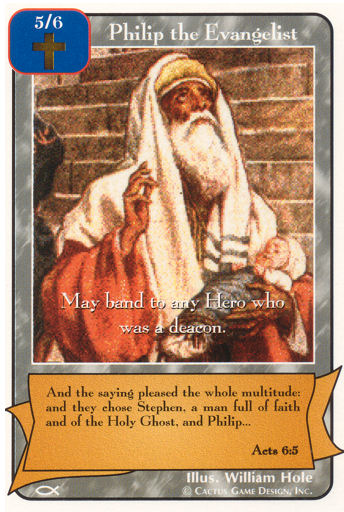 5/6
Philip the Evangelist
May band to any Hero who
was a deacon.
And the saying pleased the whole multitude:
and they chose Stephen, a man full of faith
and of the Holy Ghost, and Philip...
Acts 6:5
Illus. William Hole
© Cactus Game Design, Inc.